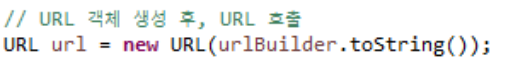 // URL 객체 생성 후, URL 호출
URL url = new URL(urlBuilder.toString());